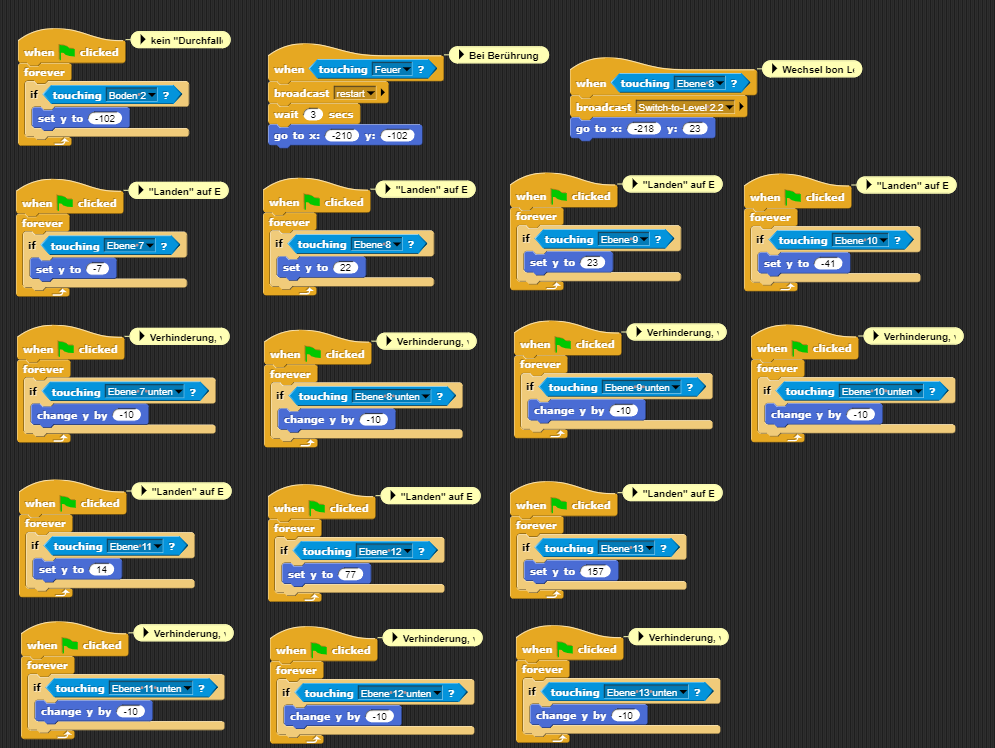 when clicked
kein "Durchfall
forever
if touching Boden 2 ?
set y to -102
when touching Feuer ?
Bei Berührung
broadcast restart
wait 3 secs
go to x: -210 y: -102
when touching Ebene 8 ?
Wechsel bon
broadcast Switch-to-Level 2.2
go to x: -218 y: 23
when clicked
"Landen" auf E
forever
if touching Ebene 7 ?
set y to -7
when clicked
"Landen" auf E
forever
if touching Ebene 8 ?
set y to 22
when clicked
"Landen" auf E
forever
if touching Ebene 9 ?
set y to 23
when clicked
"Landen" auf E
forever
if touching Ebene 10 ?
set y to -41
when clicked
Verhinderung,
forever
if touching Ebene 7 unten ?
change y by -10
when clicked
Verhinderung,
forever
if touching Ebene 8 unten ?
change y by -10
when clicked
Verhinderung,
forever
if touching Ebene 9 unten ?
change y by -10
when clicked
Verhinderung,
forever
if touching Ebene 10 unten ?
change y by -10
when clicked
"Landen" auf E
forever
if touching Ebene 11 ?
set y to 14
when clicked
"Landen" auf E
forever
if touching Ebene 12 ?
set y to 77
when clicked
"Landen" auf E
forever
if touching Ebene 13 ?
set y to 157
when clicked
Verhinderung,
forever
if touching Ebene 11 unten ?
change y by -10
when clicked
Verhinderung,
forever
if touching Ebene 12 unten ?
change y by -10
when clicked
Verhinderung,
forever
if touching Ebene 13 unten ?
change y by -10